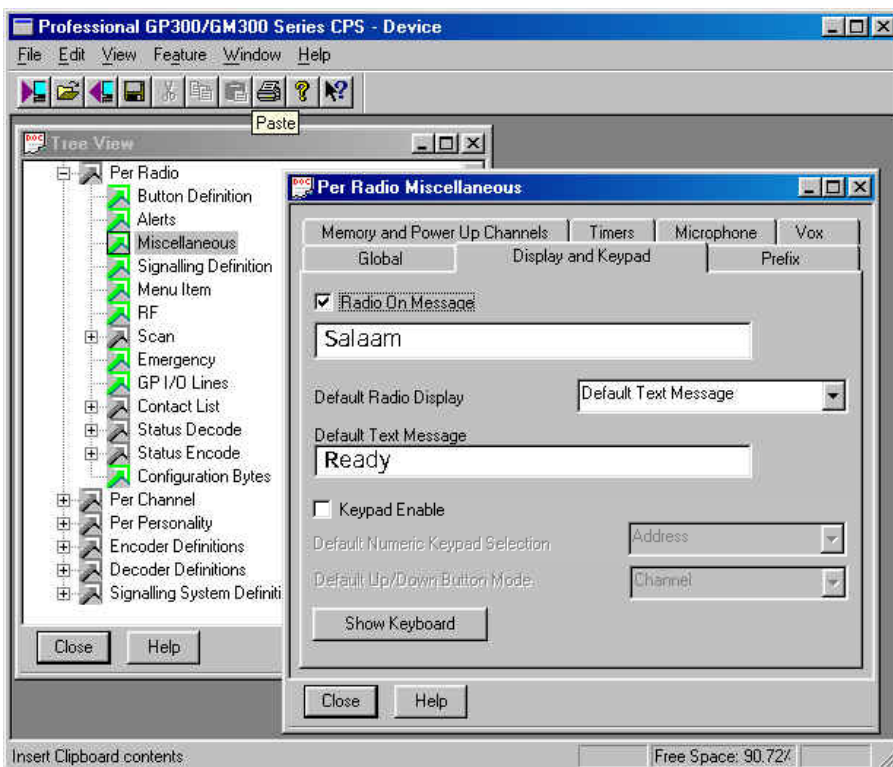 Professional GP300/GM300 Series CPS - Device
File Edit View Feature Window Help
Paste
Tree View
Per Radio
Button Definition
Alerts
Miscellaneous
Signalling Definition
Menu Item
RF
Scan
Emergency
GP I/O Lines
Contact List
Status Decode
Status Encode
Configuration Bytes
Per Channel
Per Personality
Encoder Definitions
Decoder Definitions
Signalling System Definiti
Close Help
Per Radio Miscellaneous
Memory and Power Up Channels Timers Microphone Vox
Global Display and Keypad Prefix
Radio On Message
Salaam
Default Radio Display Default Text Message
Default Text Message
Ready
Keypad Enable
Default Numeric Keypad Selection Address
Default Up/Down Button Mode Channel
Show Keyboard
Close Help
Insert Clipboard contents Free Space: 90.72%